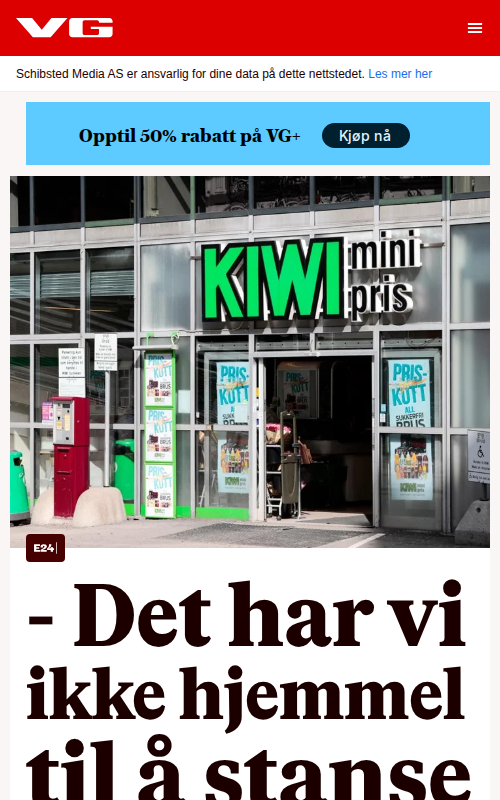 VG
Schibsted Media AS er ansvarlig for dine data på dette nettstedet. Les mer her
Opptil 50% rabatt på VG+
Kjøp nå
KIWI mini pris
PRIS-
KUTT
PRIS-
KUTT
ALL
SUKKERFRI
BRUS
E24
- Det har vi
ikke hjemmel
til å stanse